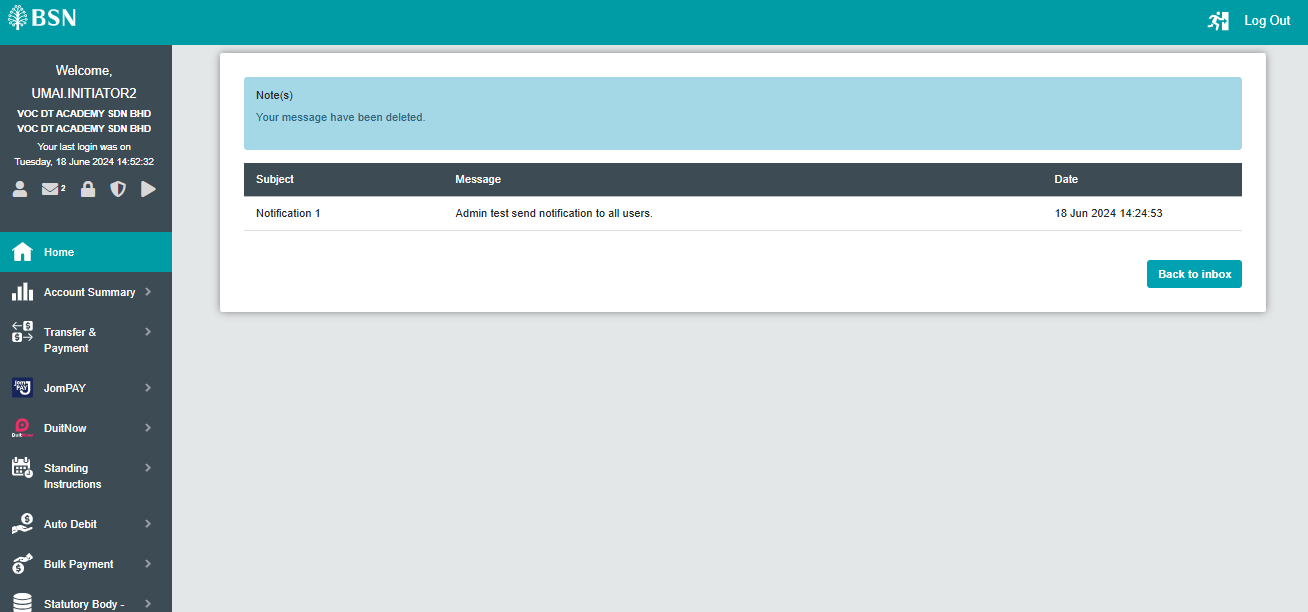 BSN
Log Out
Welcome,
UMAI.INITIATOR2
VOC DT ACADEMY SDN BHD
VOC DT ACADEMY SDN BHD
Your last login was on
Tuesday, 18 June 2024 14:52:32
2
Home
Account Summary
Transfer &
Payment
JomPAY
DuitNow
Standing
Instructions
Auto Debit
Bulk Payment
Statutory Body -
Note(s)
Your message have been deleted.
Subject Message Date
Notification 1 Admin test send notification to all users. 18 Jun 2024 14:24:53
Back to inbox